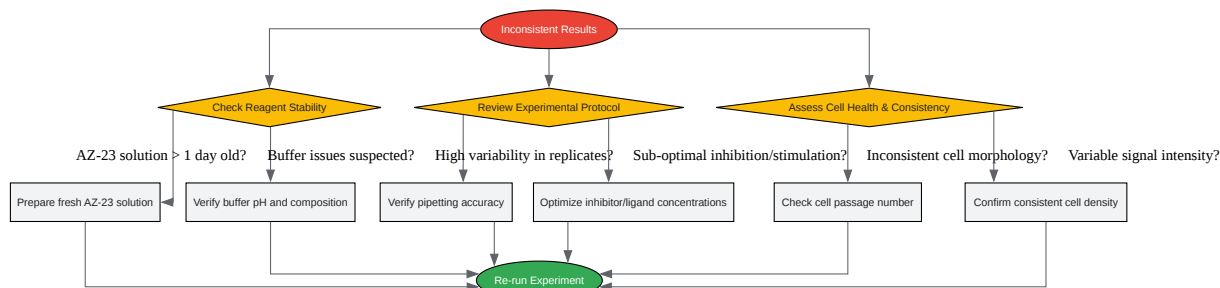 Inconsistent Results
Check Reagent Stability
Review Experimental Protocol
Assess Cell Health & Consistency
AZ-23 solution > 1 day old?
Buffer issues suspected?
High variability in replicates?
Sub-optimal inhibition/stimulation?
Inconsistent cell morphology?
Variable signal intensity?
Prepare fresh AZ-23 solution
Verify buffer pH and composition
Verify pipetting accuracy
Optimize inhibitor/ligand concentrations
Check cell passage number
Confirm consistent cell density
Re-run Experiment